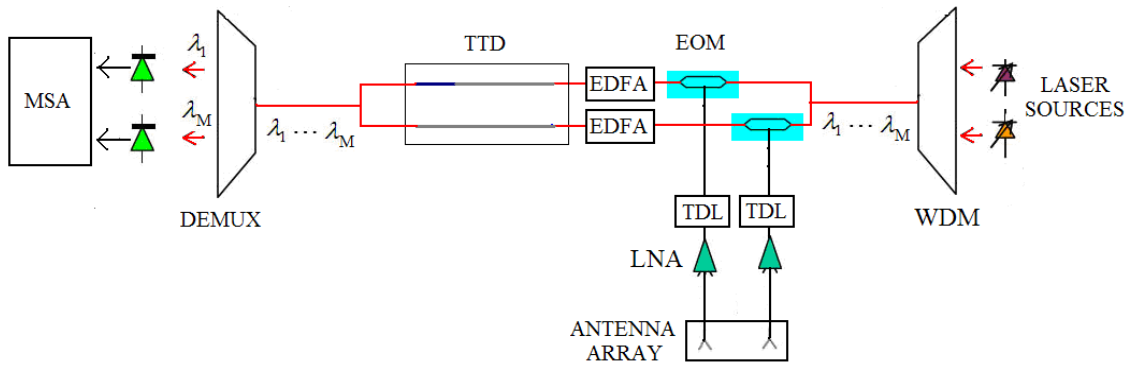 TTD
EOM
MSA
λ1
λM
λ1 ··· λM
DEMUX
EDFA
EDFA
λ1 ··· λM
LASER
SOURCES
WDM
TDL
TDL
LNA
ANTENNA
ARRAY